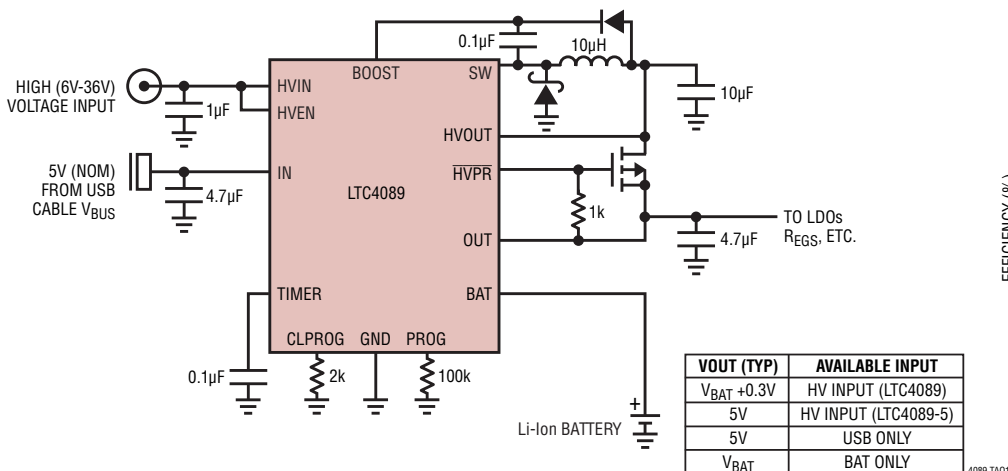 0.1µF
10µH
BOOST
SW
HIGH (6V-36V)
VOLTAGE INPUT
HVIN
1µF
HVEN
10µF
HVOUT
5V (NOM)
FROM USB
CABLE VBUS
IN
4.7µF
LTC4089
HVPR
1k
TO LDOs
REGS, ETC.
OUT
4.7µF
TIMER
BAT
CLPROG GND PROG
0.1µF
2k
100k
+
Li-Ion BATTERY
VOUT (TYP) AVAILABLE INPUT
VBAT +0.3V HV INPUT (LTC4089)
5V HV INPUT (LTC4089-5)
5V USB ONLY
VBAT BAT ONLY
EFFICIENCY (%)